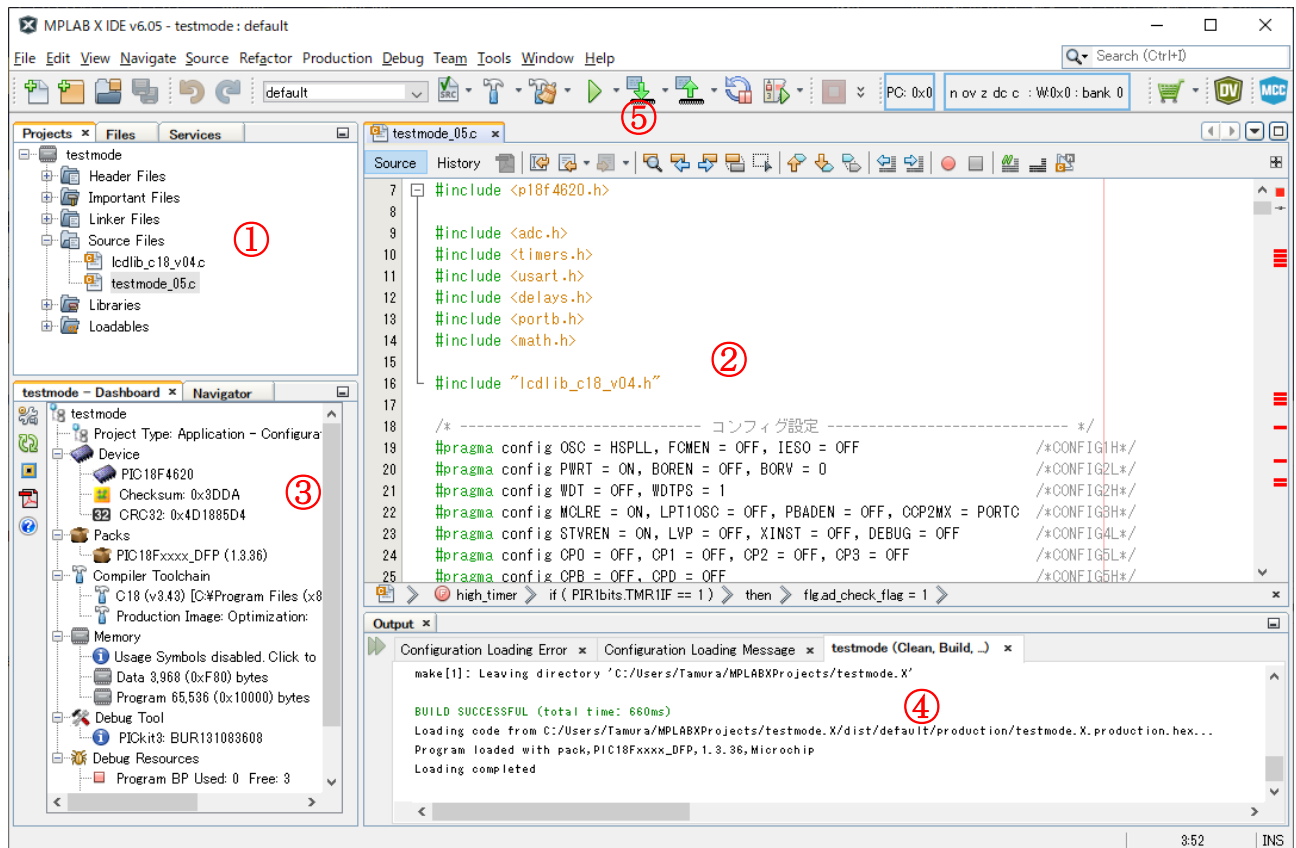 MPLAB X IDE v6.05 - testmode : default
File Edit View Navigate Source Refactor Production Debug Team Tools Window Help
Search (Ctrl+I)
default
SRC
PC: 0x0
n ov z dc c : W:0x0 : bank 0
DV
MCC
⑤
Projects × Files Services
testmode
Header Files
Important Files
Linker Files
Source Files
lcdlib_c18_v04.c
testmode_05.c
Libraries
Loadables
①
testmode_05.c ×
Source History
7 #include <p18f4620.h>
8
9 #include <adc.h>
10 #include <timers.h>
11 #include <usart.h>
12 #include <delays.h>
13 #include <portb.h>
14 #include <math.h>
15
16 #include "lcdlib_c18_v04.h"
17
18 /* ----------------------------- コンフィグ設定 ----------------------------- */
19 #pragma config OSC = HSPLL, FCMEN = OFF, IESO = OFF /*CONFIG1H*/
20 #pragma config PWRT = ON, BOREN = OFF, BORV = 0 /*CONFIG2L*/
21 #pragma config WDT = OFF, WDTPS = 1 /*CONFIG2H*/
22 #pragma config MCLRE = ON, LPT1OSC = OFF, PBADEN = OFF, CCP2MX = PORTC /*CONFIG3H*/
23 #pragma config STVREN = ON, LVP = OFF, XINST = OFF, DEBUG = OFF /*CONFIG4L*/
24 #pragma config CP0 = OFF, CP1 = OFF, CP2 = OFF, CP3 = OFF /*CONFIG5L*/
25 #pragma config CPB = OFF, CPD = OFF /*CONFIG5H*/
②
high_timer if ( PIR1bits.TMR1IF == 1 ) then flg.ad_check_flag = 1
testmode - Dashboard × Navigator
testmode
Project Type: Application - Configura
Device
PIC18F4620
Checksum: 0x3DDA
CRC32: 0x4D1885D4
Packs
PIC18Fxxxx_DFP (1.3.36)
Compiler Toolchain
C18 (v3.43) [C:¥Program Files (x8
Production Image: Optimization:
Memory
Usage Symbols disabled. Click to
Data 3,968 (0xF80) bytes
Program 65,536 (0x10000) bytes
Debug Tool
PICkit3: BUR131083608
Debug Resources
Program BP Used: 0 Free: 3
③
Output ×
Configuration Loading Error × Configuration Loading Message × testmode (Clean, Build, ...) ×
make[1]: Leaving directory 'C:/Users/Tamura/MPLABXProjects/testmode.X'
BUILD SUCCESSFUL (total time: 660ms)
Loading code from C:/Users/Tamura/MPLABXProjects/testmode.X/dist/default/production/testmode.X.production.hex...
Program loaded with pack,PIC18Fxxxx_DFP,1.3.36,Microchip
Loading completed
④
3:52 INS